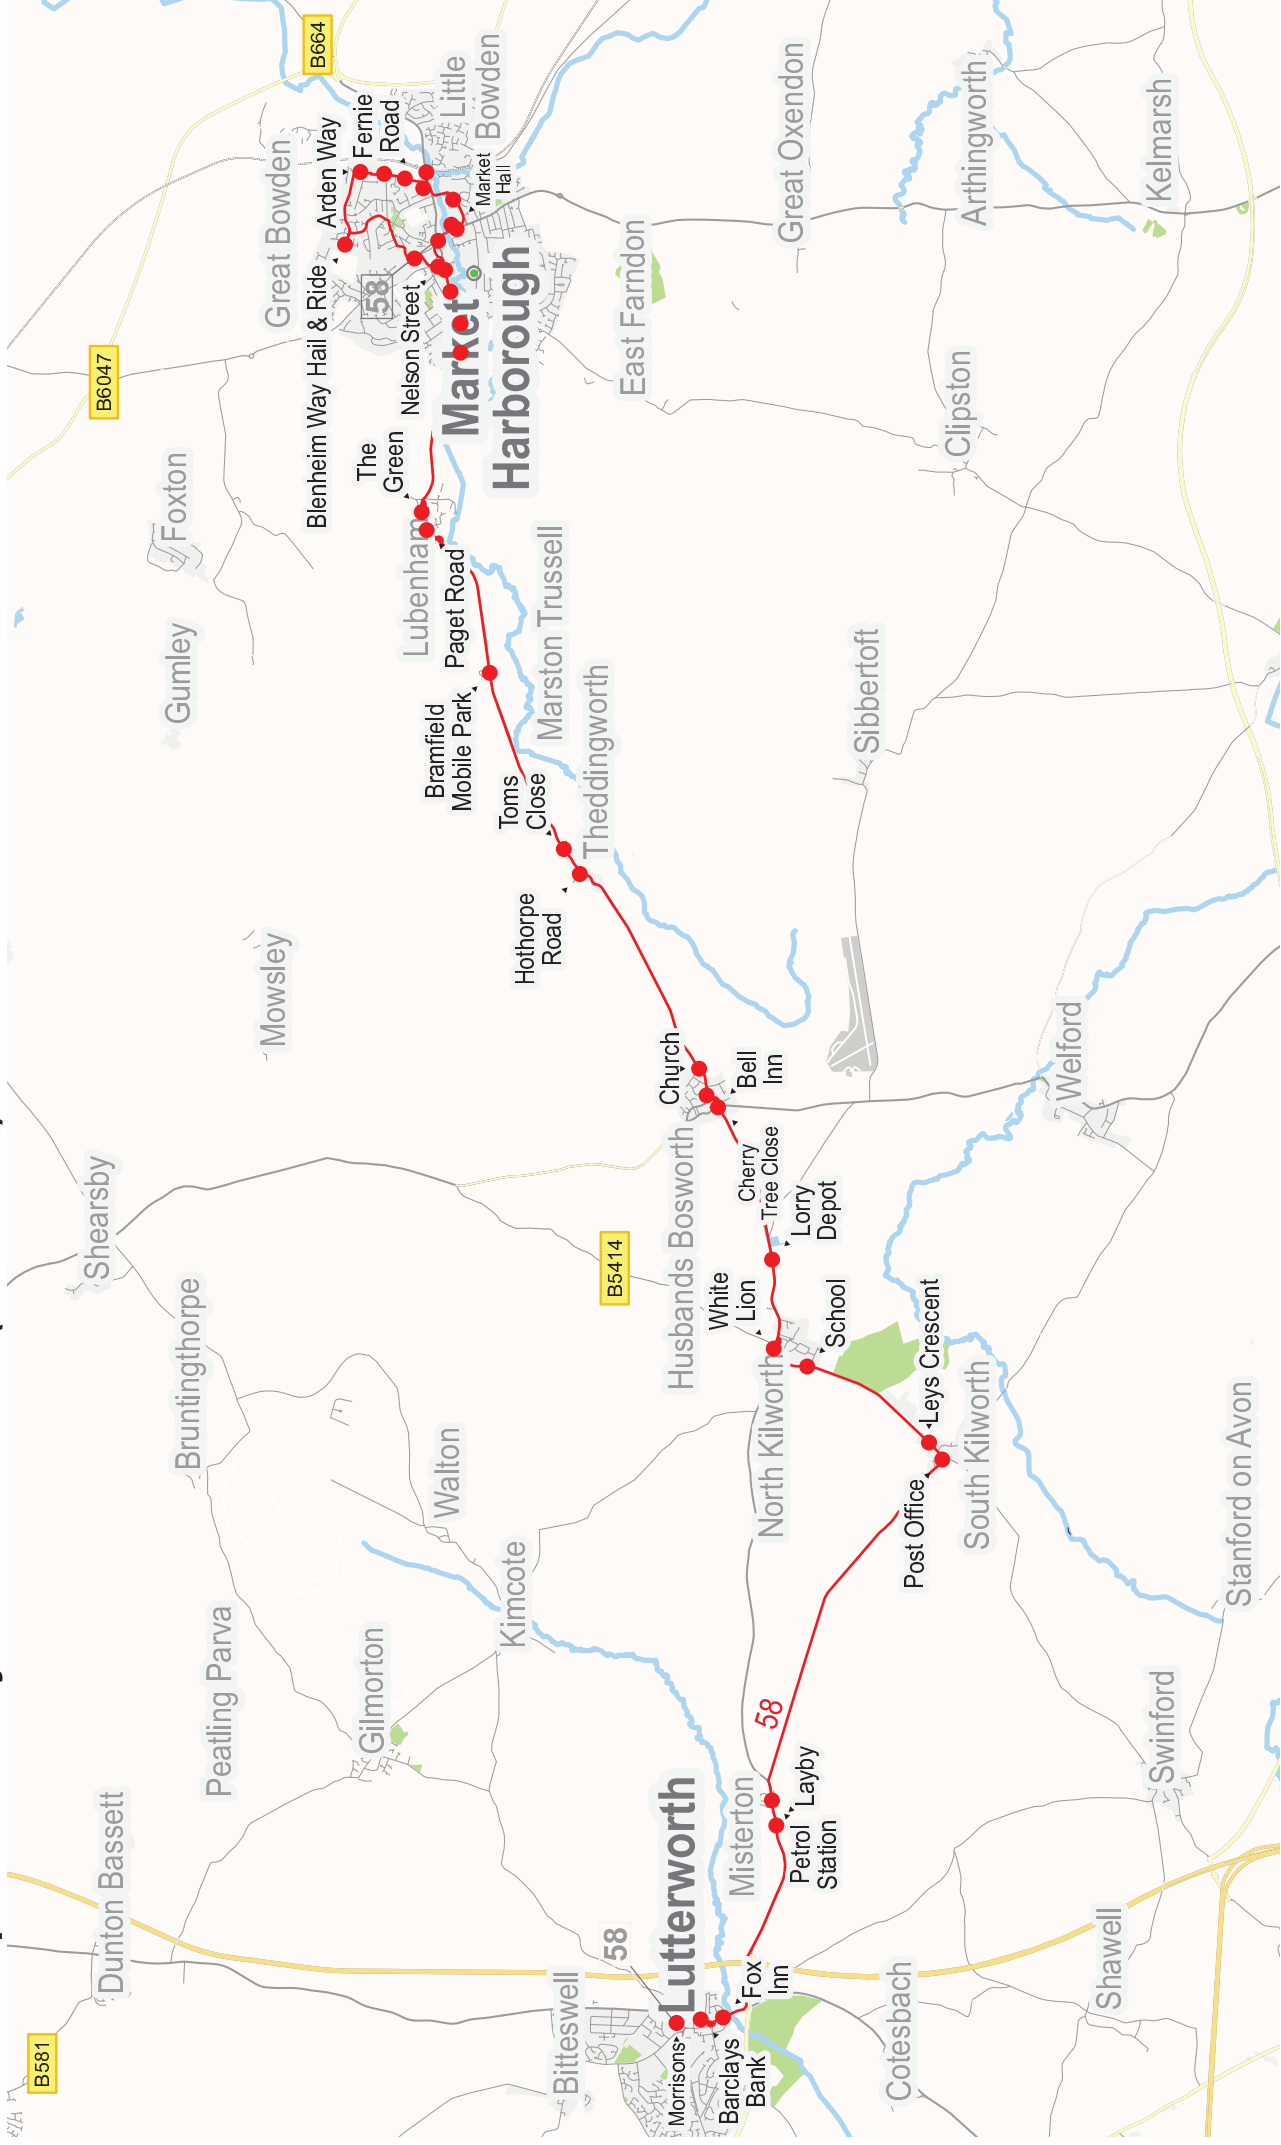 B581
Dunton Bassett
Peatling Parva
Bruntingthorpe
Shearsby
Gilmorton
Walton
Kimcote
Mowsley
Gumley
Foxton
B6047
Great Bowden
B664
Bitteswell
58
Lutterworth
Morrisons
Barclays
Bank
Fox
Inn
Misterton
Petrol
Station
Layby
58
Cotesbach
Shawell
Swinford
Stanford on Avon
Post Office
South Kilworth
Leys Crescent
North Kilworth
School
White
Lion
B5414
Lorry
Depot
Cherry
Tree Close
Husbands Bosworth
Bell
Inn
Church
Welford
Hothorpe
Road
Theddingworth
Toms
Close
Bramfield
Mobile Park
Marston Trussell
Sibbertoft
Paget Road
Lubenham
The
Green
Market
Harborough
Nelson Street
58
Blenheim Way Hail & Ride
Arden Way
Fernie
Road
Market
Hall
Little
Bowden
East Farndon
Great Oxendon
Clipston
Arthingworth
Kelmarsh